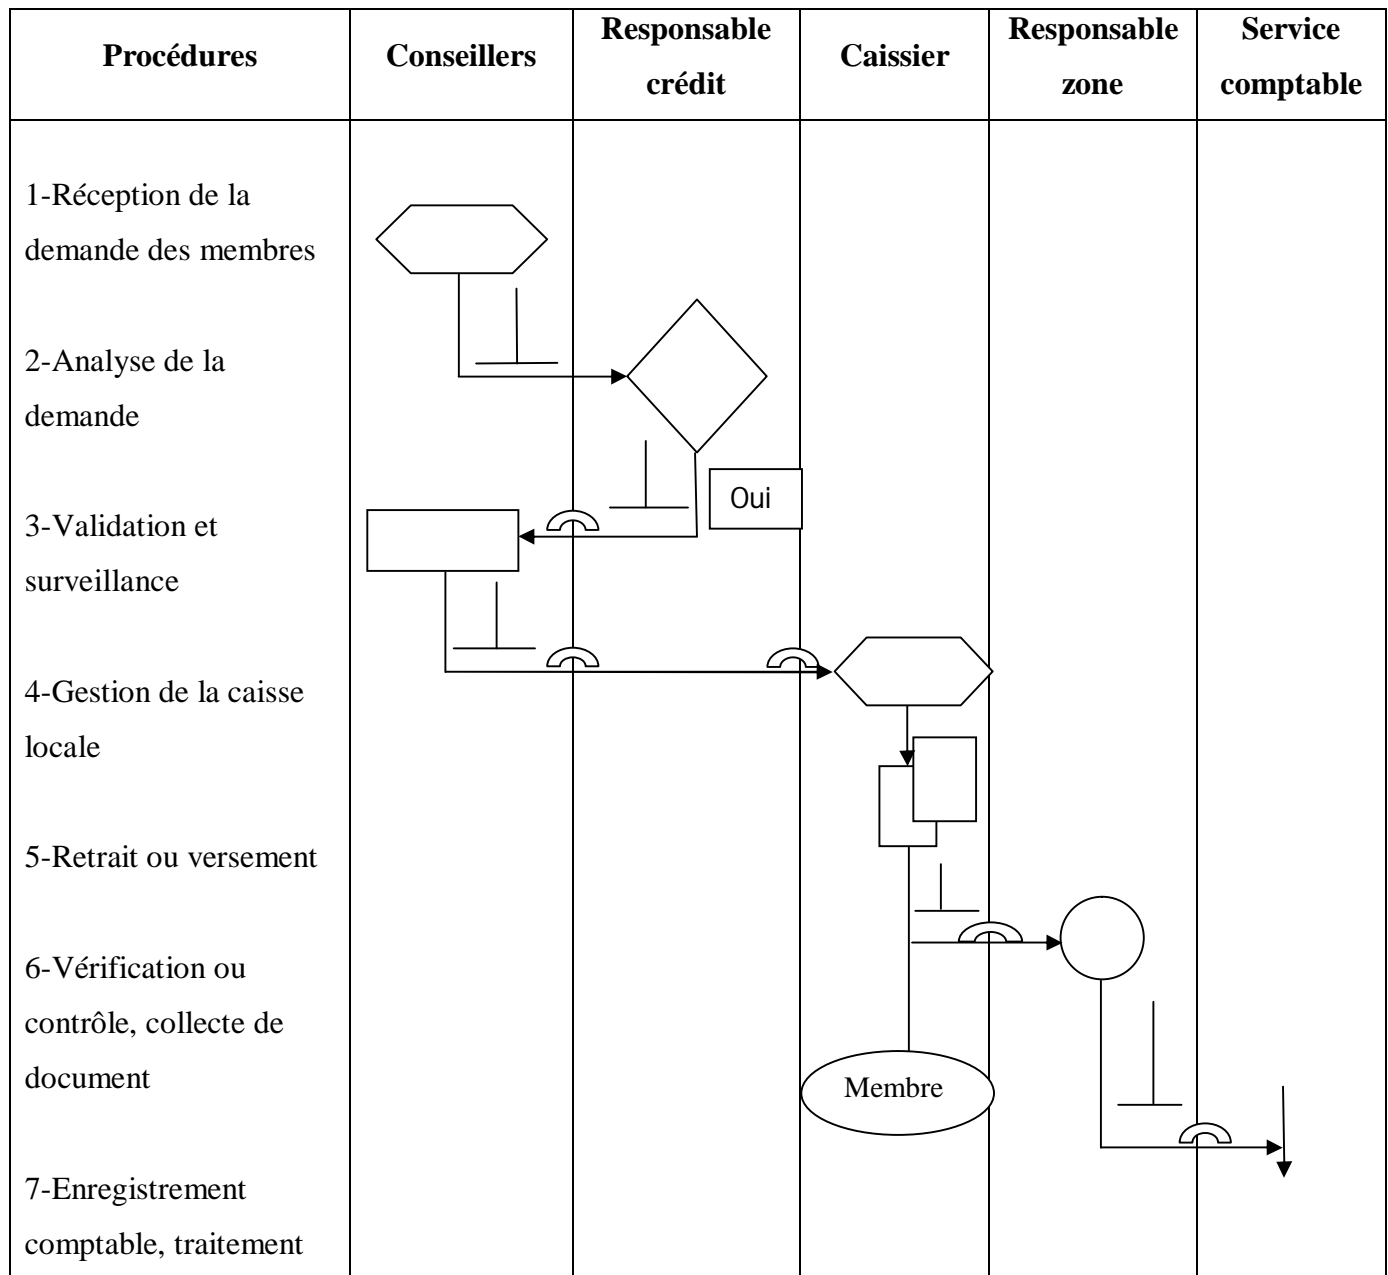 Procédures
Conseillers
Responsable
crédit
Caissier
Responsable
zone
Service
comptable
1-Réception de la
demande des membres
2-Analyse de la
demande
Oui
3-Validation et
surveillance
4-Gestion de la caisse
locale
5-Retrait ou versement
6-Vérification ou
contrôle, collecte de
document
Membre
7-Enregistrement
comptable, traitement